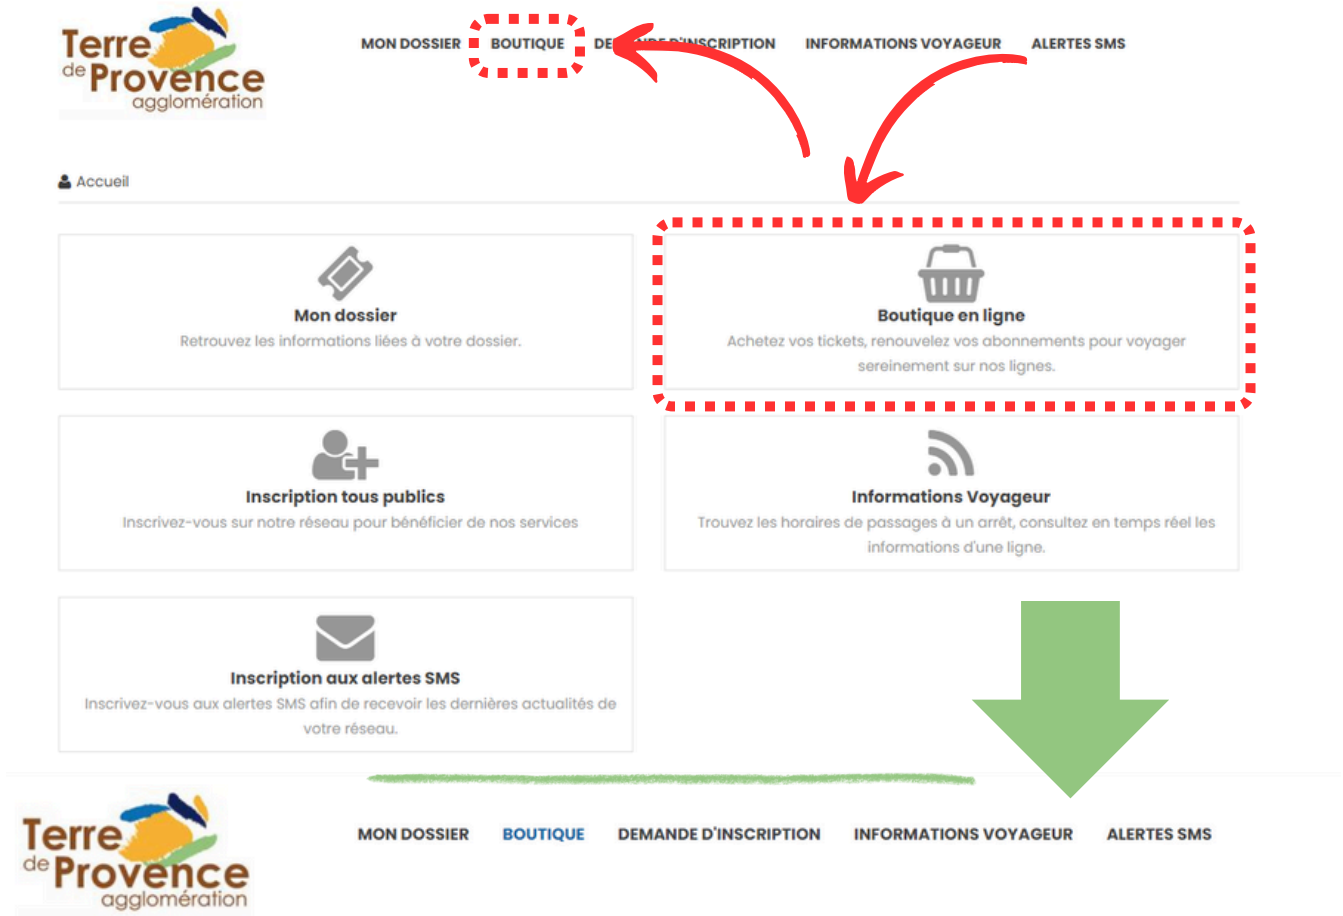 Terre
de Provence
agglomération
MON DOSSIER BOUTIQUE DEMANDE D'INSCRIPTION INFORMATIONS VOYAGEUR ALERTES SMS
Accueil
Mon dossier
Retrouvez les informations liées à votre dossier.
Boutique en ligne
Achetez vos tickets, renouvelez vos abonnements pour voyager
sereinement sur nos lignes.
Inscription tous publics
Inscrivez-vous sur notre réseau pour bénéficier de nos services
Informations Voyageur
Trouvez les horaires de passages à un arrêt, consultez en temps réel les
informations d'une ligne.
Inscription aux alertes SMS
Inscrivez-vous aux alertes SMS afin de recevoir les dernières actualités de
votre réseau.
Terre
de Provence
agglomération
MON DOSSIER BOUTIQUE DEMANDE D'INSCRIPTION INFORMATIONS VOYAGEUR ALERTES SMS